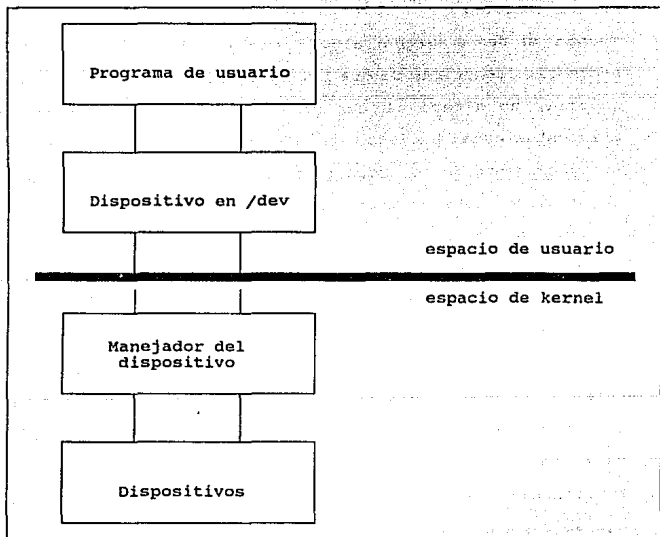 Programa de usuario
Dispositivo en /dev
espacio de usuario
espacio de kernel
Manejador del
dispositivo
Dispositivos